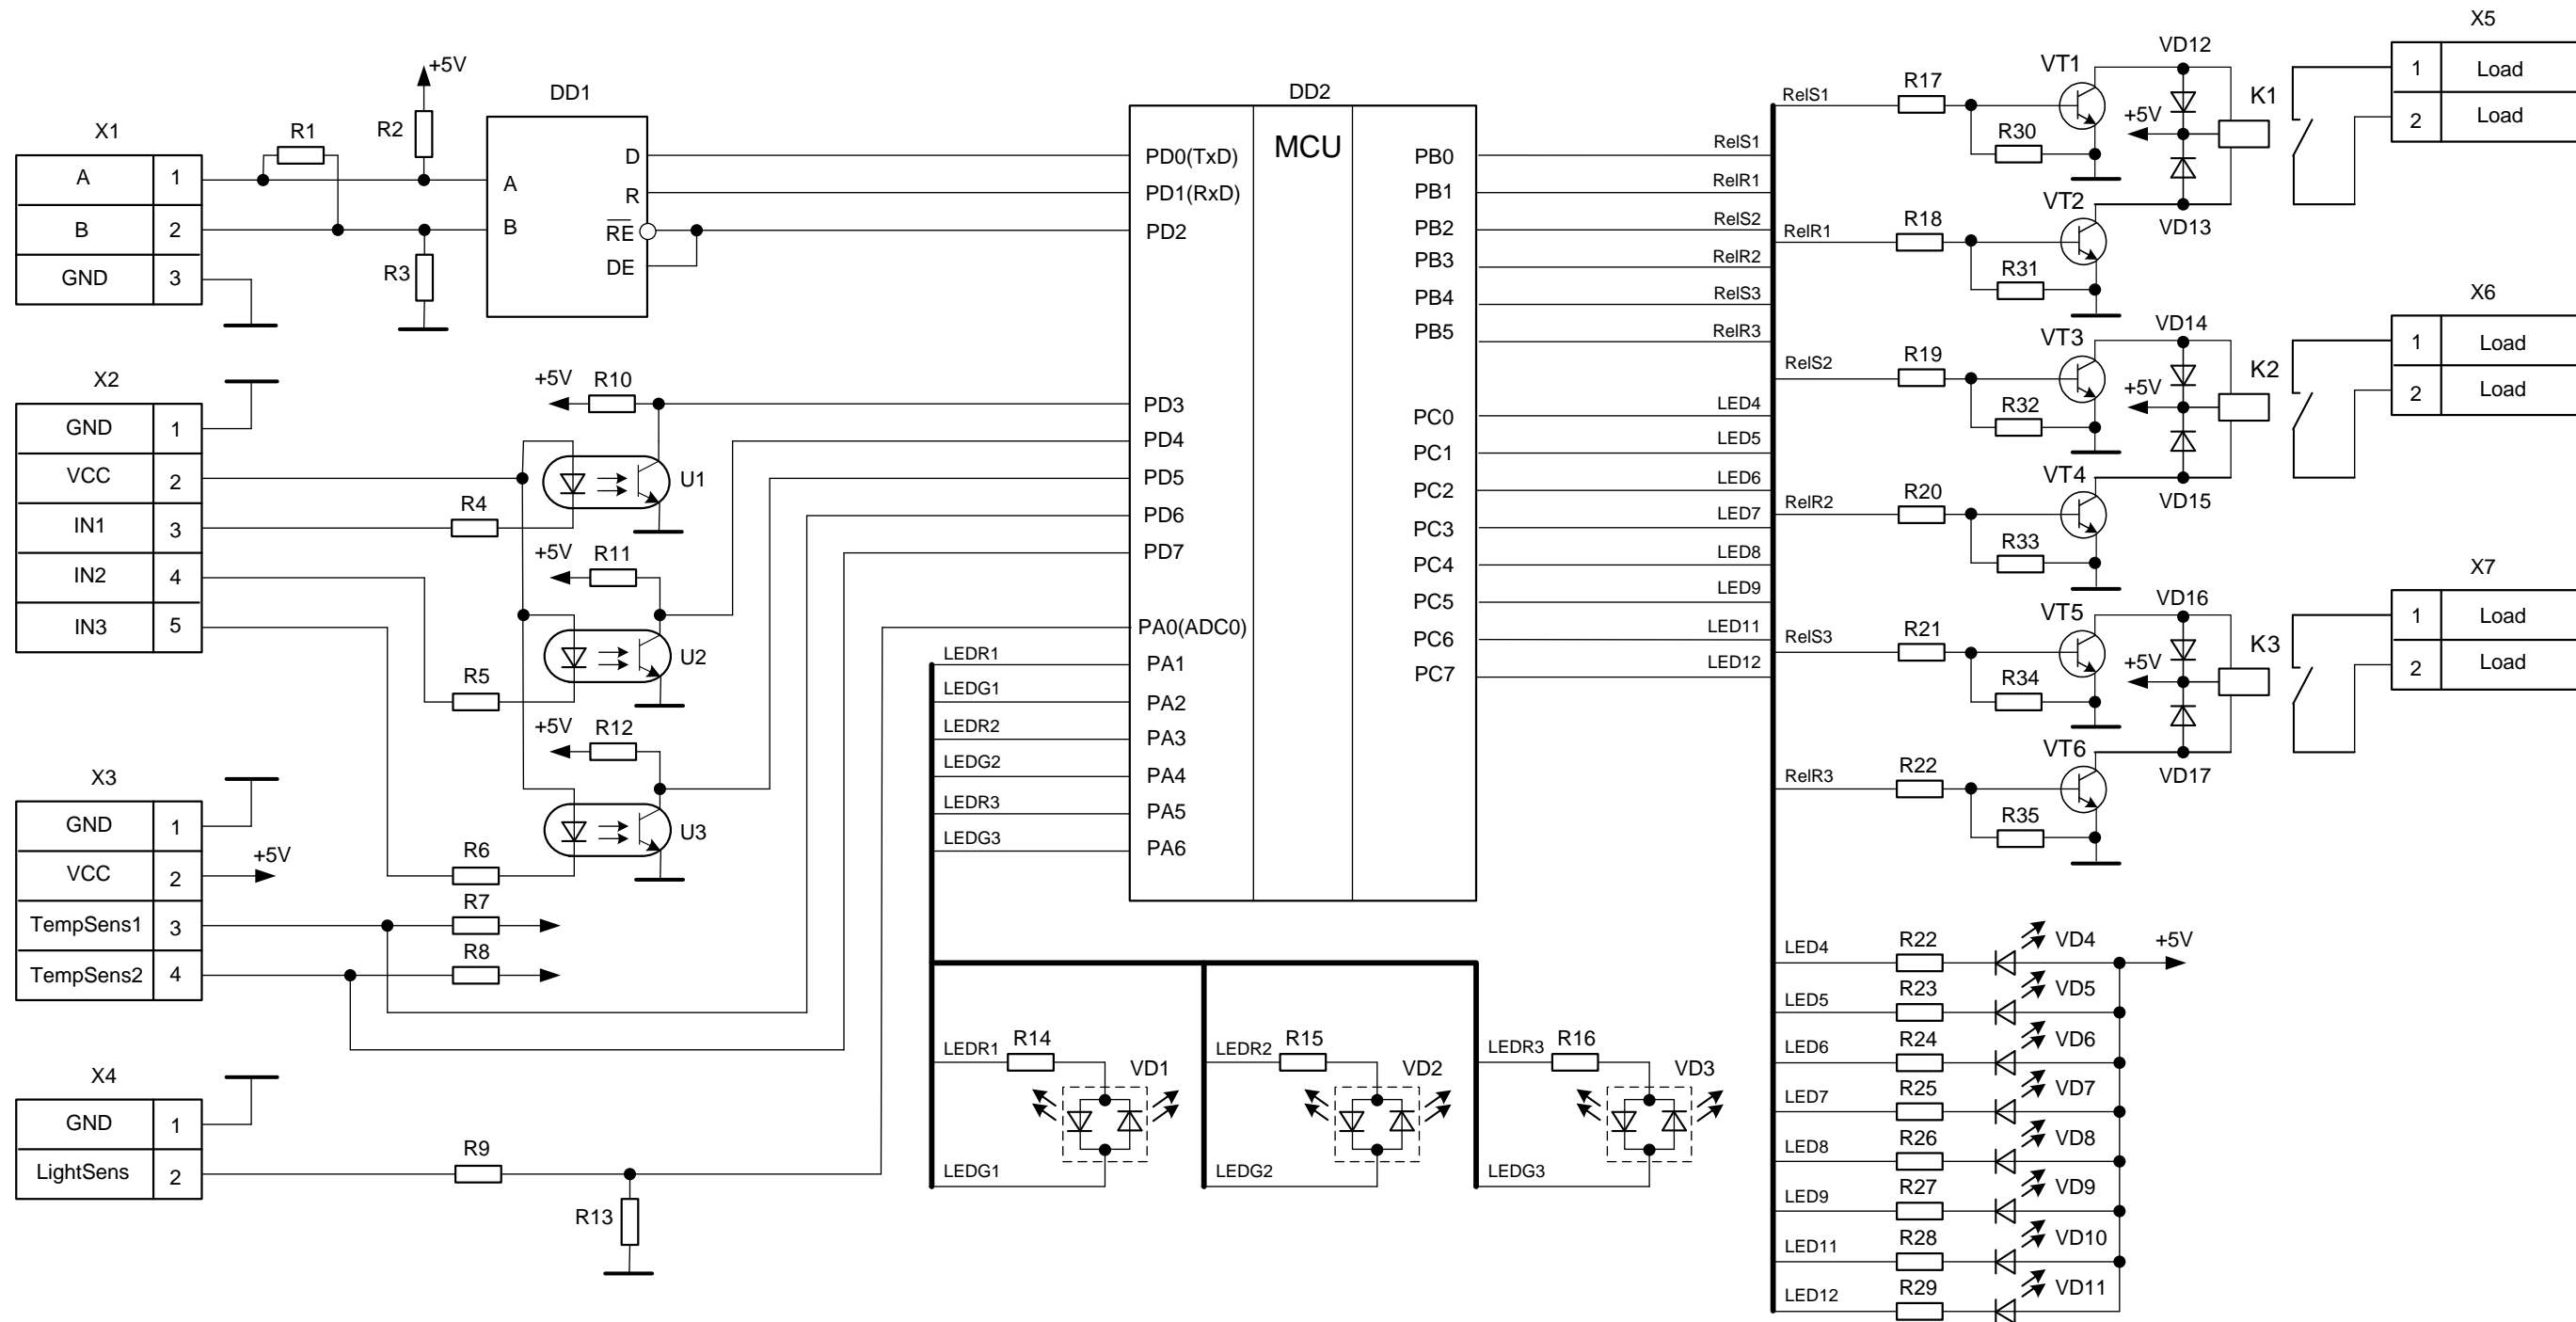 X1
A 1
B 2
GND 3
R1
R2
+5V
R3
DD1
A
B
D
R
RE
DE
X2
GND 1
VCC 2
IN1 3
IN2 4
IN3 5
R4
R5
R6
+5V R10
U1
+5V R11
U2
+5V R12
U3
X3
GND 1
VCC 2
TempSens1 3
TempSens2 4
+5V
R7
R8
X4
GND 1
LightSens 2
R9
R13
DD2
MCU
PD0(TxD)
PD1(RxD)
PD2
PD3
PD4
PD5
PD6
PD7
PA0(ADC0)
LEDR1 PA1
LEDG1 PA2
LEDR2 PA3
LEDG2 PA4
LEDR3 PA5
LEDG3 PA6
PB0 RelS1
PB1 RelR1
PB2 RelS2
PB3 RelR2
PB4 RelS3
PB5 RelR3
PC0 LED4
PC1 LED5
PC2 LED6
PC3 LED7
PC4 LED8
PC5 LED9
PC6 LED11
PC7 LED12
LEDR1 R14
VD1
LEDG1
LEDR2 R15
VD2
LEDG2
LEDR3 R16
VD3
LEDG3
RelS1 R17 VT1 VD12
R30 +5V K1
RelR1 R18 VT2 VD13
R31
X5
1 Load
2 Load
RelS2 R19 VT3 VD14
R32 +5V K2
RelR2 R20 VT4 VD15
R33
X6
1 Load
2 Load
RelS3 R21 VT5 VD16
R34 +5V K3
RelR3 R22 VT6 VD17
R35
X7
1 Load
2 Load
LED4 R22 VD4 +5V
LED5 R23 VD5
LED6 R24 VD6
LED7 R25 VD7
LED8 R26 VD8
LED9 R27 VD9
LED11 R28 VD10
LED12 R29 VD11